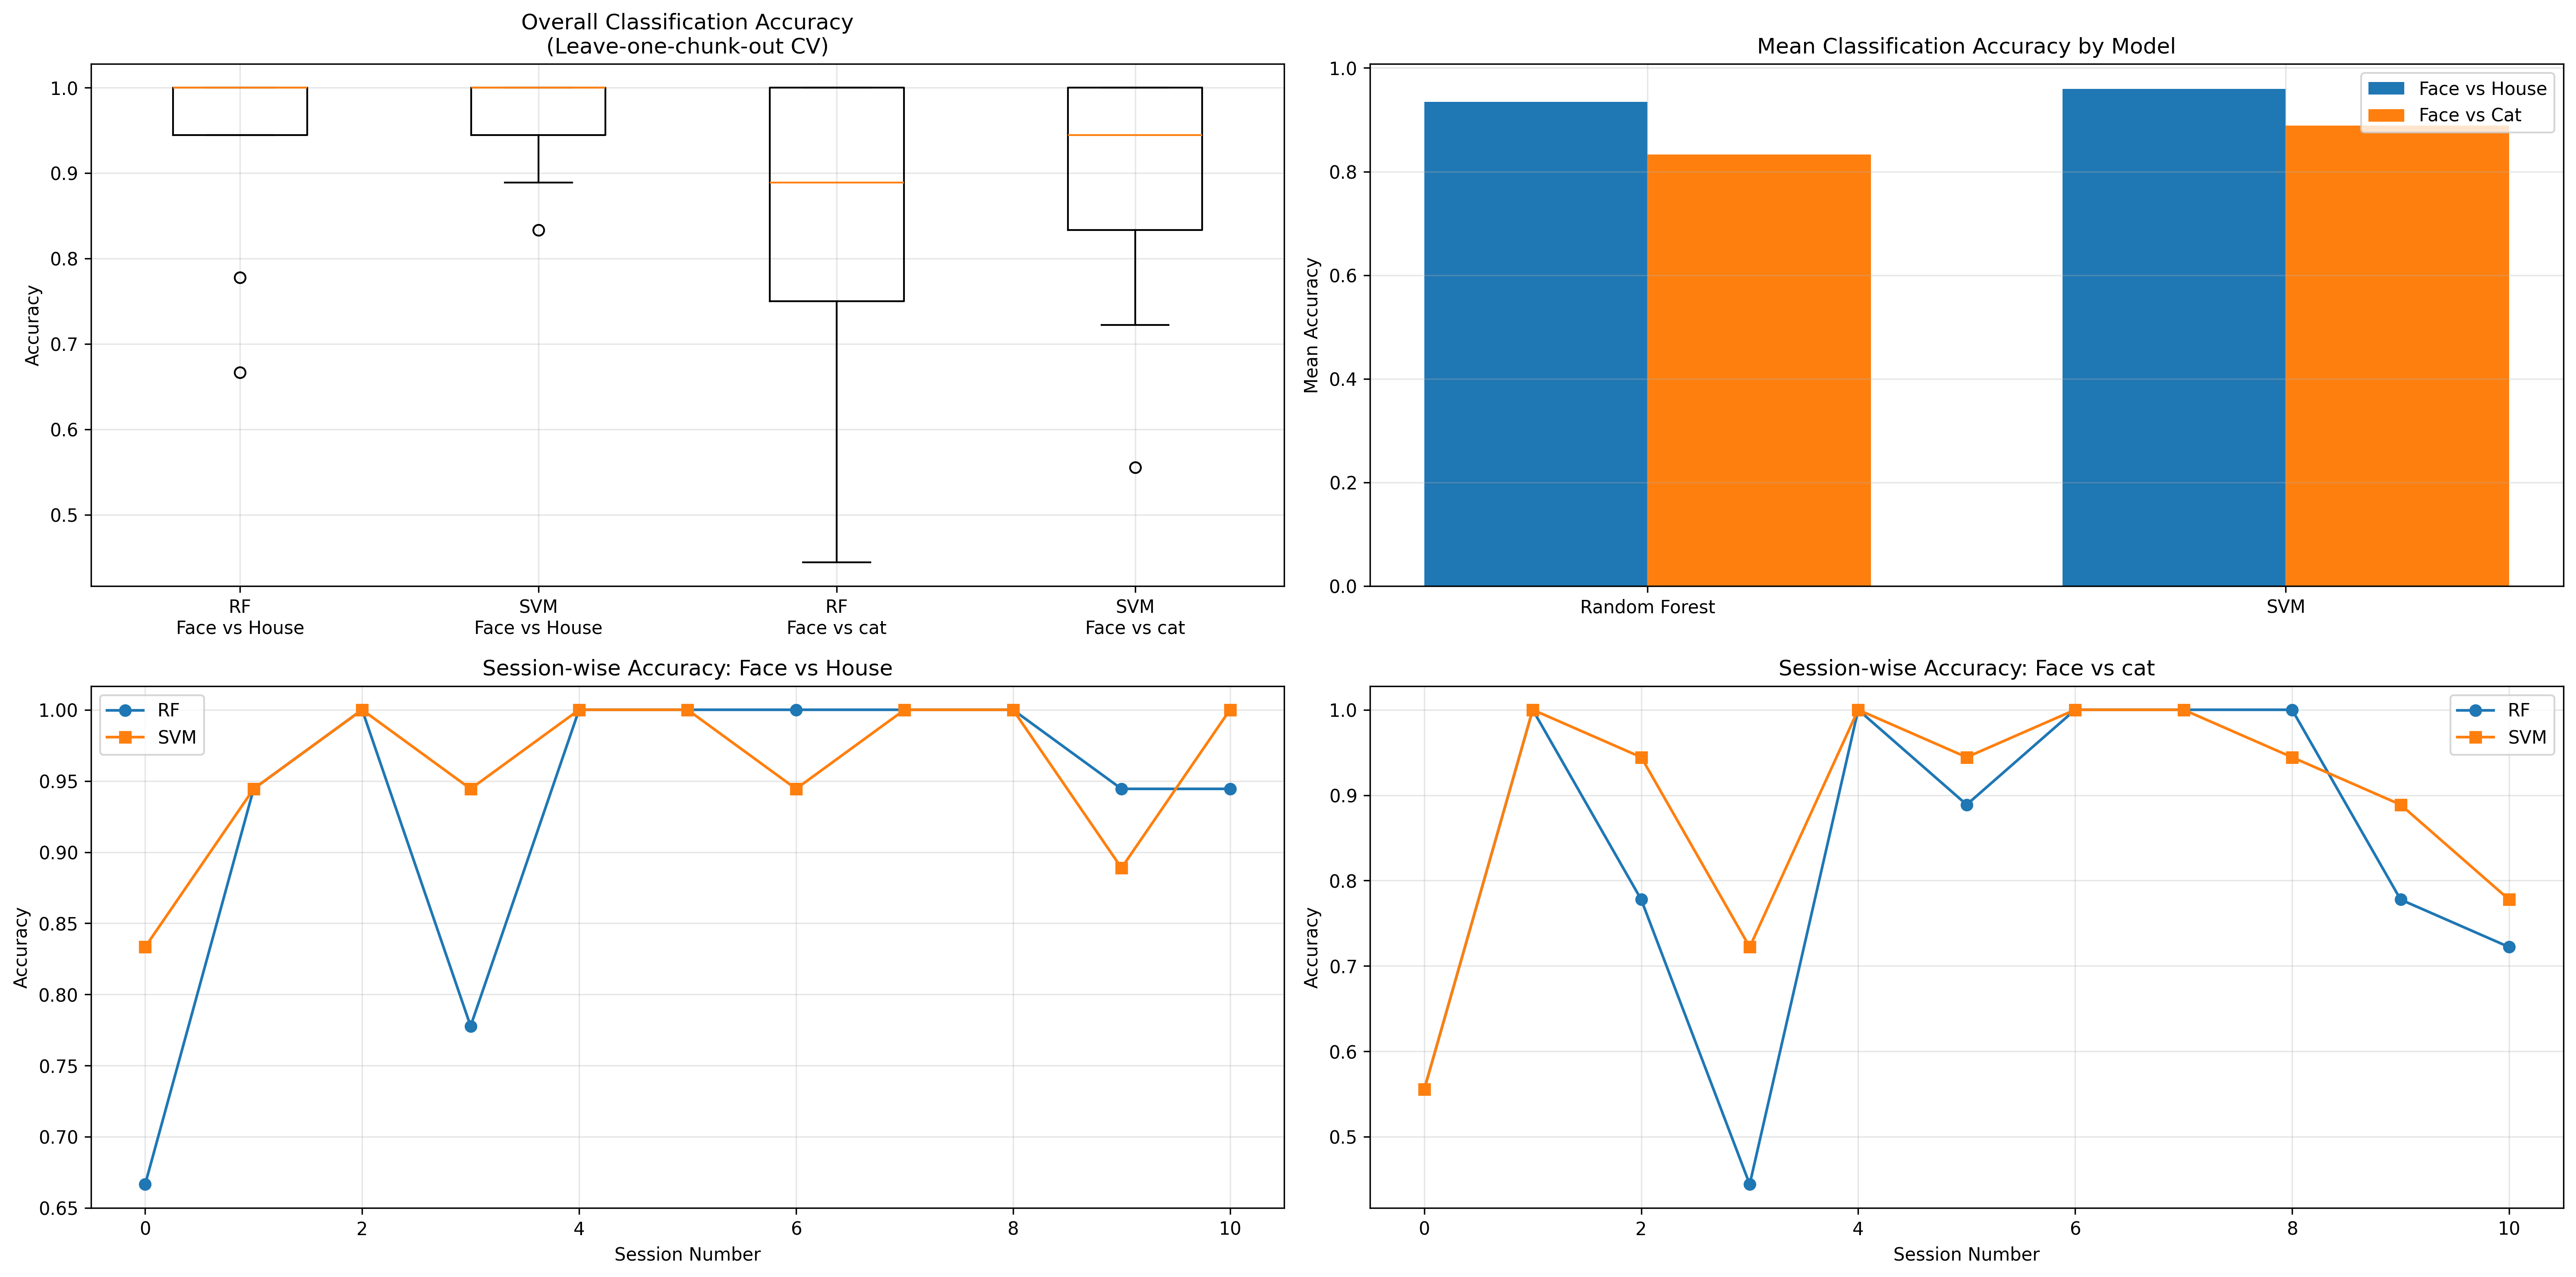 Overall Classification Accuracy
(Leave-one-chunk-out CV)
Accuracy
1.0
0.9
0.8
0.7
0.6
0.5
RF
Face vs House
SVM
Face vs House
RF
Face vs cat
SVM
Face vs cat
Mean Classification Accuracy by Model
Mean Accuracy
1.0
0.8
0.6
0.4
0.2
0.0
Face vs House
Face vs Cat
Random Forest
SVM
Session-wise Accuracy: Face vs House
Accuracy
1.00
0.95
0.90
0.85
0.80
0.75
0.70
0.65
RF
SVM
0 2 4 6 8 10
Session Number
Session-wise Accuracy: Face vs cat
Accuracy
1.0
0.9
0.8
0.7
0.6
0.5
RF
SVM
0 2 4 6 8 10
Session Number